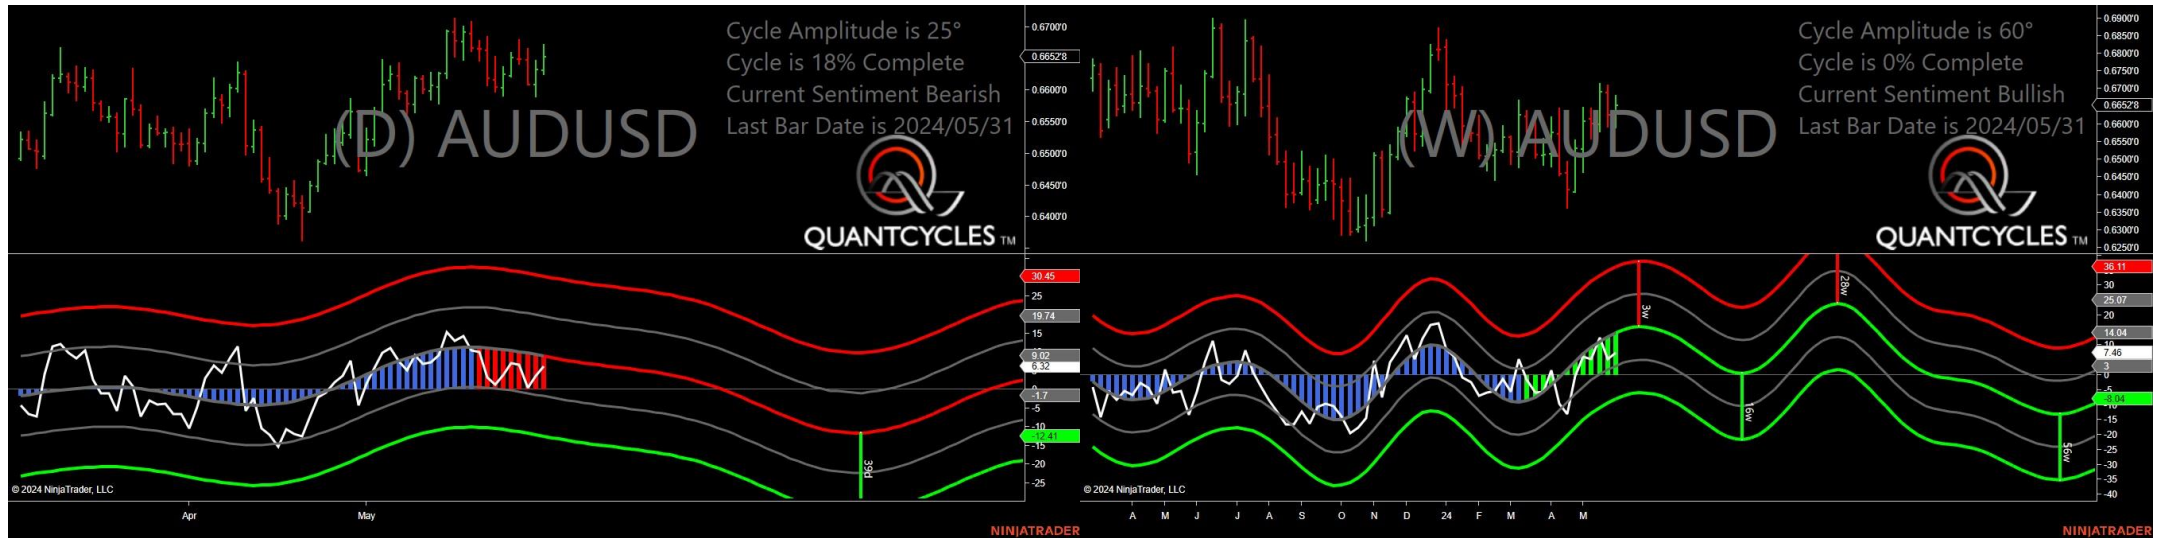 Cycle Amplitude is 25°
Cycle is 18% Complete
Current Sentiment Bearish
Last Bar Date is 2024/05/31
(D) AUDUSD
QUANTCYCLES TM
0.6700'0
0.6652'8
0.6600'0
0.6550'0
0.6500'0
0.6450'0
0.6400'0
30.45
25
19.74
15
9.02
6.32
0
-1.7
-5
-10
-12.41
-15
-20
-25
39d
© 2024 NinjaTrader, LLC
Apr May
NINJATRADER
Cycle Amplitude is 60°
Cycle is 0% Complete
Current Sentiment Bullish
Last Bar Date is 2024/05/31
(W) AUDUSD
QUANTCYCLES TM
0.6900'0
0.6850'0
0.6800'0
0.6750'0
0.6700'0
0.6652'8
0.6600'0
0.6550'0
0.6500'0
0.6450'0
0.6400'0
0.6350'0
0.6300'0
0.6250'0
36.11
30
25.07
20
14.04
10
7.46
3
0
-5
-8.04
-10
-15
-20
-25
-30
-35
-40
3w
16w
28w
56w
© 2024 NinjaTrader, LLC
A M J J A S O N D 24 F M A M
NINJATRADER